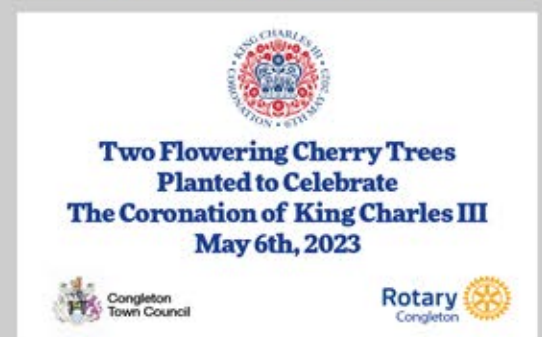 KING CHARLES III • CORONATION • 6TH MAY 2023 •
Two Flowering Cherry Trees
Planted to Celebrate
The Coronation of King Charles III
May 6th, 2023
Congleton
Town Council
Rotary
Congleton